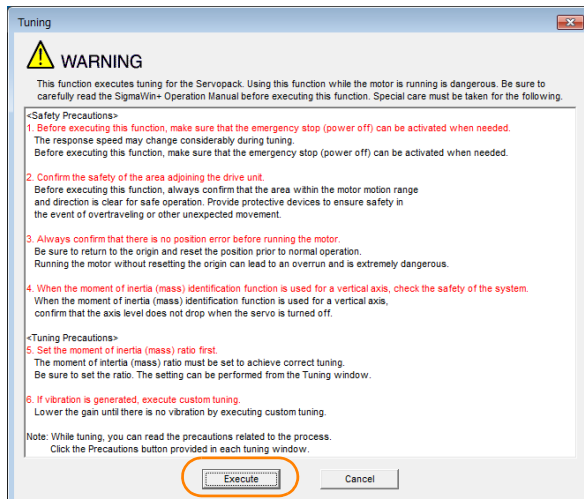 Tuning
WARNING
This function executes tuning for the Servopack. Using this function while the motor is running is dangerous. Be sure to
carefully read the SigmaWin+ Operation Manual before executing this function. Special care must be taken for the following.
<Safety Precautions>
1. Before executing this function, make sure that the emergency stop (power off) can be activated when needed.
The response speed may change considerably during tuning.
Before executing this function, make sure that the emergency stop (power off) can be activated when needed.
2. Confirm the safety of the area adjoining the drive unit.
Before executing this function, always confirm that the area within the motor motion range
and direction is clear for safe operation. Provide protective devices to ensure safety in
the event of overtraveling or other unexpected movement.
3. Always confirm that there is no position error before running the motor.
Be sure to return to the origin and reset the position prior to normal operation.
Running the motor without resetting the origin can lead to an overrun and is extremely dangerous.
4. When the moment of inertia (mass) identification function is used for a vertical axis, check the safety of the system.
When the moment of inertia (mass) identification function is used for a vertical axis,
confirm that the axis level does not drop when the servo is turned off.
<Tuning Precautions>
5. Set the moment of inertia (mass) ratio first.
The moment of intertia (mass) ratio must be set to achieve correct tuning.
Be sure to set the ratio. The setting can be performed from the Tuning window.
6. If vibration is generated, execute custom tuning.
Lower the gain until there is no vibration by executing custom tuning.
Note: While tuning, you can read the precautions related to the process.
Click the Precautions button provided in each tuning window.
Execute Cancel